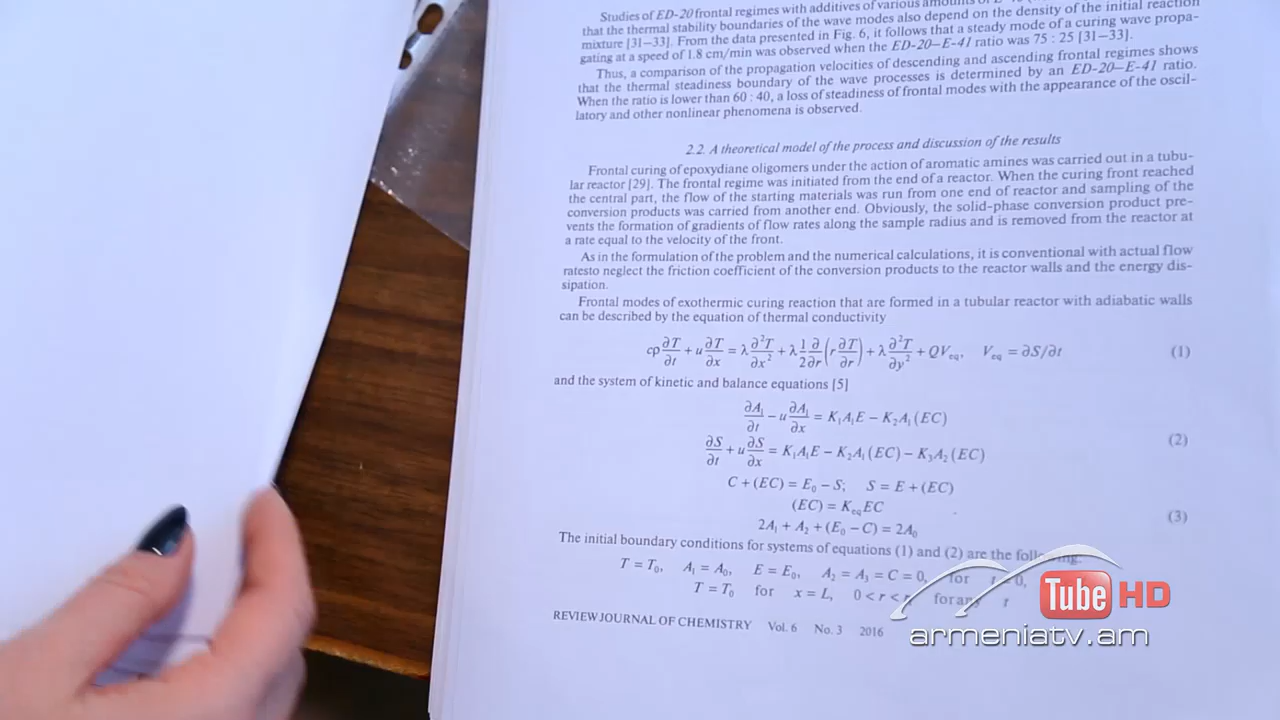 Studies of ED-20 frontal regimes with additives of various amounts of
that the thermal stability boundaries of the wave modes also depend on the density of the initial reaction
mixture [31–33]. From the data presented in Fig. 6, it follows that a steady mode of a curing wave propa-
gating at a speed of 1.8 cm/min was observed when the ED-20–E-41 ratio was 75 : 25 [31–33].
Thus, a comparison of the propagation velocities of descending and ascending frontal regimes shows
that the thermal steadiness boundary of the wave processes is determined by an ED-20–E-41 ratio.
When the ratio is lower than 60 : 40, a loss of steadiness of frontal modes with the appearance of the oscil-
latory and other nonlinear phenomena is observed.
2.2. A theoretical model of the process and discussion of the results
Frontal curing of epoxydiane oligomers under the action of aromatic amines was carried out in a tubu-
lar reactor [29]. The frontal regime was initiated from the end of a reactor. When the curing front reached
the central part, the flow of the starting materials was run from one end of reactor and sampling of the
conversion products was carried from another end. Obviously, the solid-phase conversion product pre-
vents the formation of gradients of flow rates along the sample radius and is removed from the reactor at
a rate equal to the velocity of the front.
As in the formulation of the problem and the numerical calculations, it is conventional with actual flow
ratesto neglect the friction coefficient of the conversion products to the reactor walls and the energy dis-
sipation.
Frontal modes of exothermic curing reaction that are formed in a tubular reactor with adiabatic walls
can be described by the equation of thermal conductivity
cρ ∂T/∂t + u ∂T/∂x = λ ∂²T/∂x² + λ 1/2 ∂/∂r (r ∂T/∂r) + λ ∂²T/∂y² + QV_eq, V_eq = ∂S/∂t (1)
and the system of kinetic and balance equations [5]
∂A₁/∂t − u ∂A₁/∂x = K₁A₁E − K₂A₁(EC)
(2)
∂S/∂t + u ∂S/∂x = K₁A₁E − K₂A₁(EC) − K₃A₂(EC)
C + (EC) = E₀ − S; S = E + (EC)
(EC) = K_eq EC
(3)
2A₁ + A₂ + (E₀ − C) = 2A₀
The initial boundary conditions for systems of equations (1) and (2) are the following:
T = T₀, A₁ = A₀, E = E₀, A₂ = A₃ = C = 0, for
T = T₀ for x = L, 0 < r < for any t
REVIEW JOURNAL OF CHEMISTRY Vol. 6 No. 3 2016
Tube HD
armeniatv.am